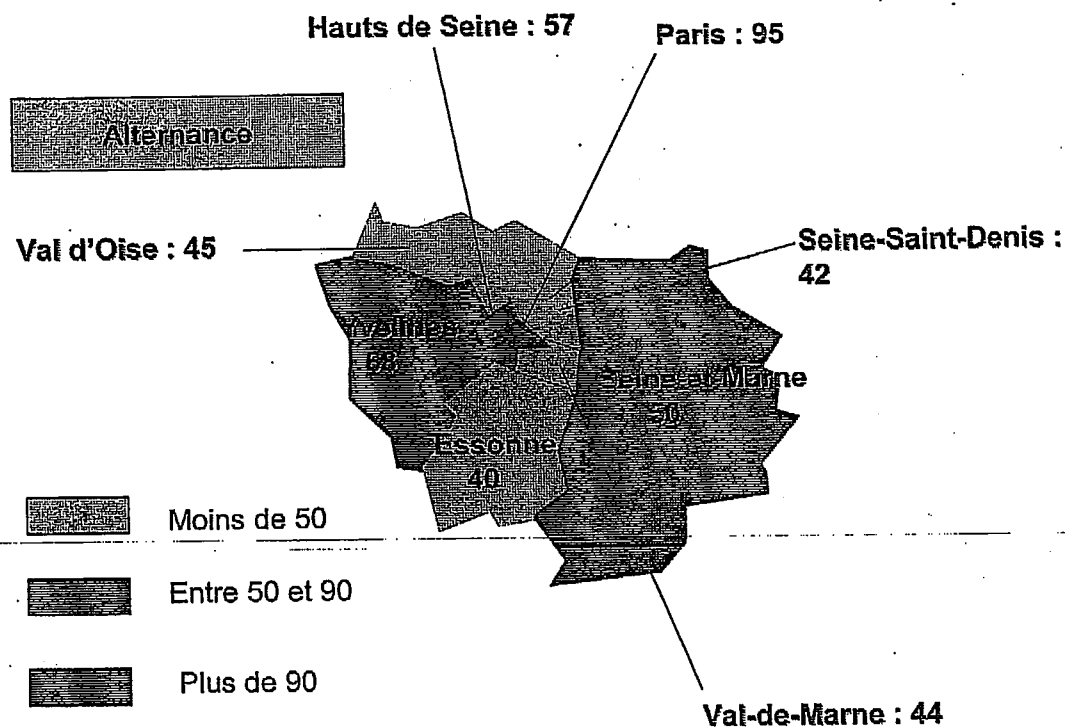 Hauts de Seine : 57
Paris : 95
Alternance
Val d'Oise : 45
Seine-Saint-Denis :
42
Yvelines
68
Seine et Marne
Essonne
40
Moins de 50
Entre 50 et 90
Plus de 90
Val-de-Marne : 44